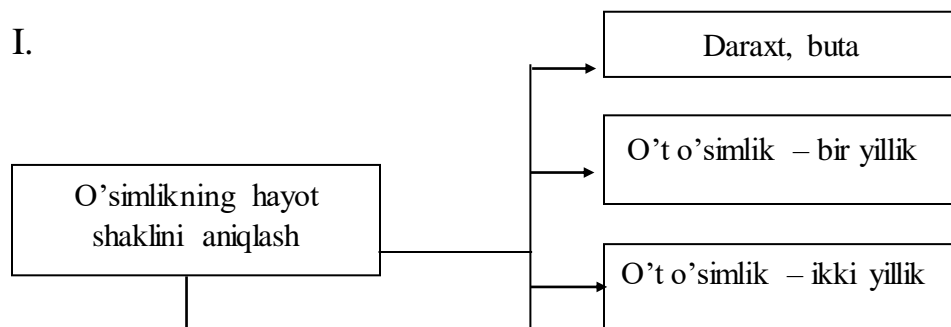 I.
Daraxt, buta
O’t o’simlik – bir yillik
O’simlikning hayot
shaklini aniqlash
O’t o’simlik – ikki yillik